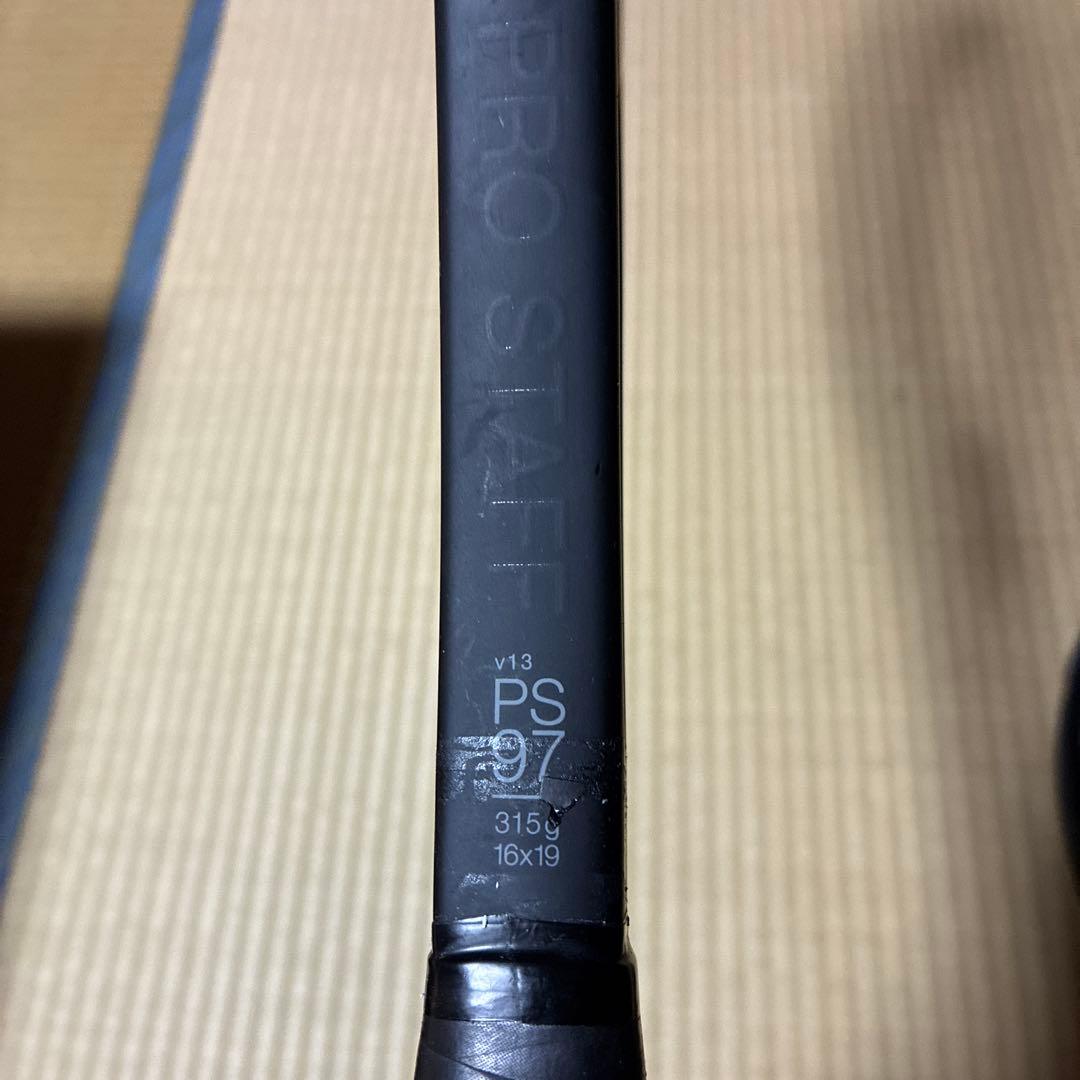 PRO STAFF
v13
PS
97
315g
16x19